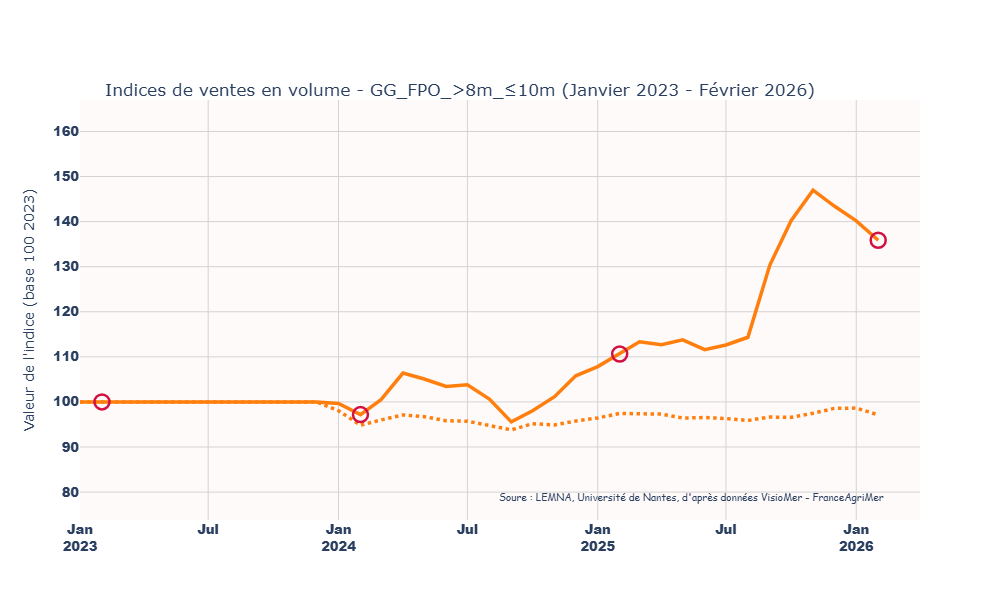 Indices de ventes en volume - GG_FPO_>8m_≤10m (Janvier 2023 - Février 2026)
Valeur de l'indice (base 100 2023)
160
150
140
130
120
110
100
90
80
Soure : LEMNA, Université de Nantes, d'après données VisioMer - FranceAgriMer
Jan Jul Jan Jul Jan Jul Jan
2023 2024 2025 2026